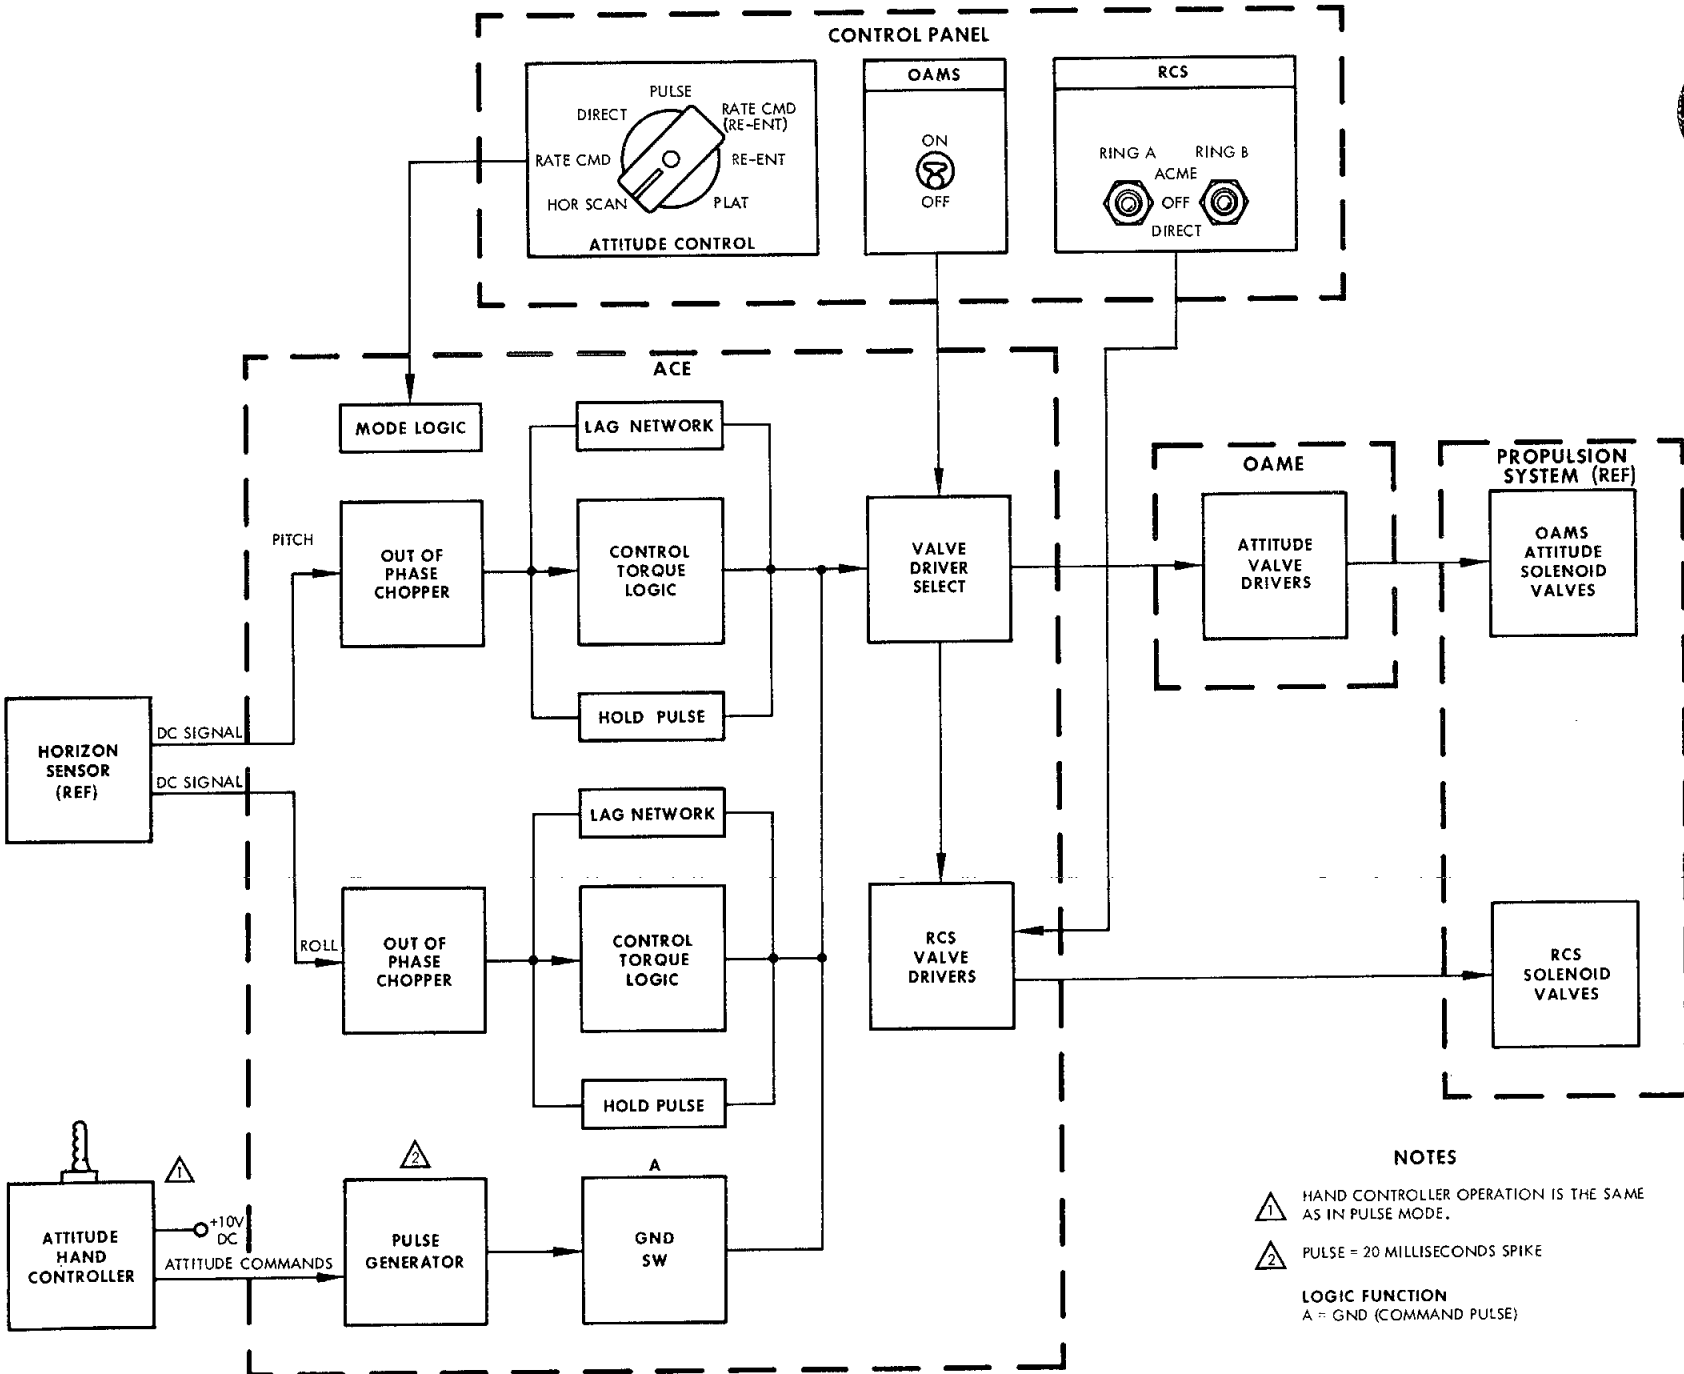 CONTROL PANEL
PULSE
DIRECT
RATE CMD
(RE-ENT)
RATE CMD
RE-ENT
HOR SCAN
PLAT
ATTITUDE CONTROL
OAMS
ON
OFF
RCS
RING A
RING B
ACME
OFF
DIRECT
ACE
MODE LOGIC
LAG NETWORK
PITCH
OUT OF
PHASE
CHOPPER
CONTROL
TORQUE
LOGIC
HOLD PULSE
VALVE
DRIVER
SELECT
OAME
ATTITUDE
VALVE
DRIVERS
PROPULSION
SYSTEM (REF)
OAMS
ATTITUDE
SOLENOID
VALVES
HORIZON
SENSOR
(REF)
DC SIGNAL
DC SIGNAL
LAG NETWORK
ROLL
OUT OF
PHASE
CHOPPER
CONTROL
TORQUE
LOGIC
HOLD PULSE
RCS
VALVE
DRIVERS
RCS
SOLENOID
VALVES
1
ATTITUDE
HAND
CONTROLLER
+10V
DC
ATTITUDE COMMANDS
2
PULSE
GENERATOR
A
GND
SW
NOTES
1 HAND CONTROLLER OPERATION IS THE SAME
AS IN PULSE MODE.
2 PULSE = 20 MILLISECONDS SPIKE
LOGIC FUNCTION
A = GND (COMMAND PULSE)